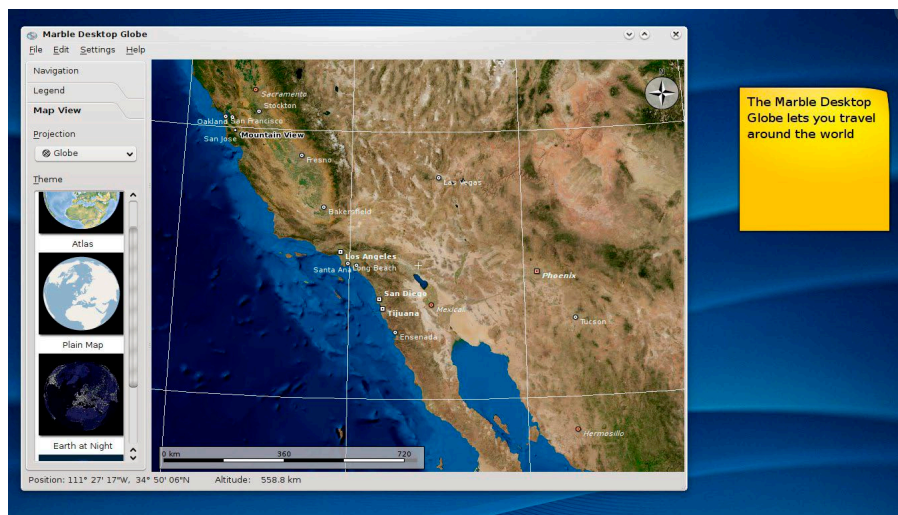 Marble Desktop Globe
File Edit Settings Help
Navigation
Legend
Map View
Projection
Globe
Theme
Atlas
Plain Map
Earth at Night
N
Sacramento
Stockton
Oakland San Francisco
Mountain View
San Jose
Fresno
Las Vegas
Bakersfield
Los Angeles
Santa Ana Long Beach
Phoenix
San Diego
Mexicali
Tijuana
Tucson
Ensenada
Hermosillo
0 km 360 720
Position: 111° 27' 17"W, 34° 50' 06"N Altitude: 558.8 km
The Marble Desktop
Globe lets you travel
around the world